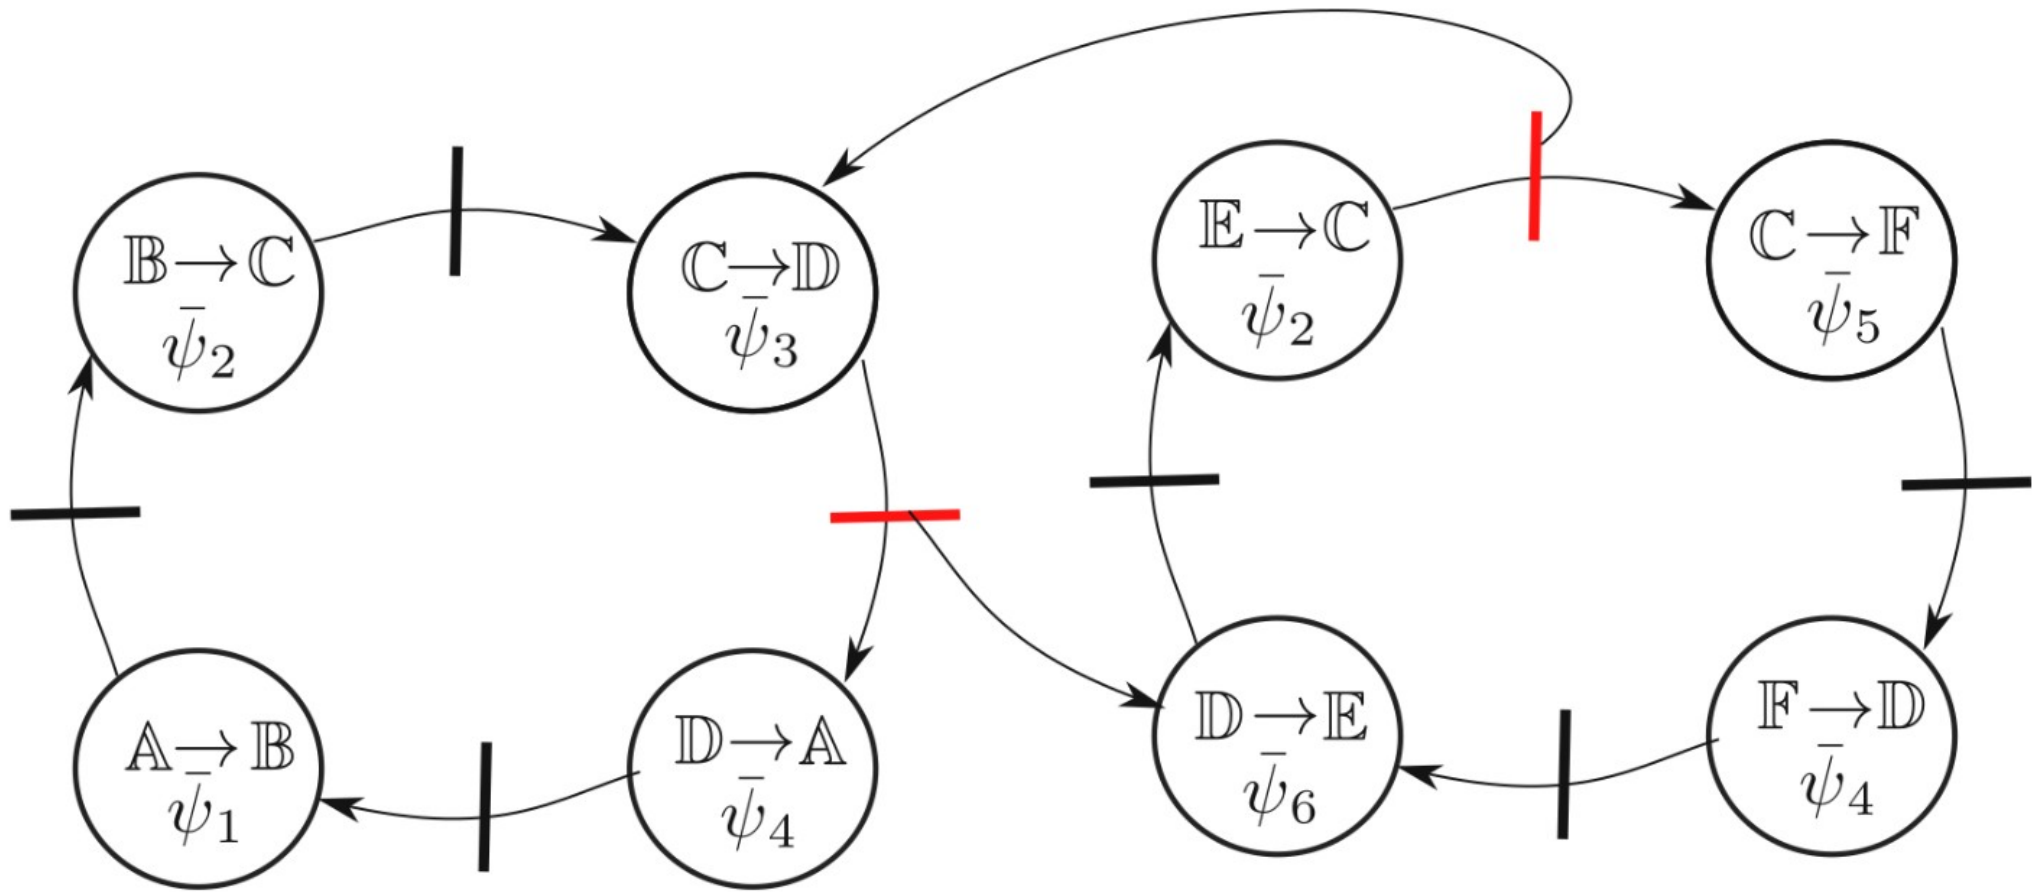 𝔹→ℂ
ψ̄₂
ℂ→𝔻
ψ̄₃
𝔼→ℂ
ψ̄₂
ℂ→𝔽
ψ̄₅
𝔸→𝔹
ψ̄₁
𝔻→𝔸
ψ̄₄
𝔻→𝔼
ψ̄₆
𝔽→𝔻
ψ̄₄